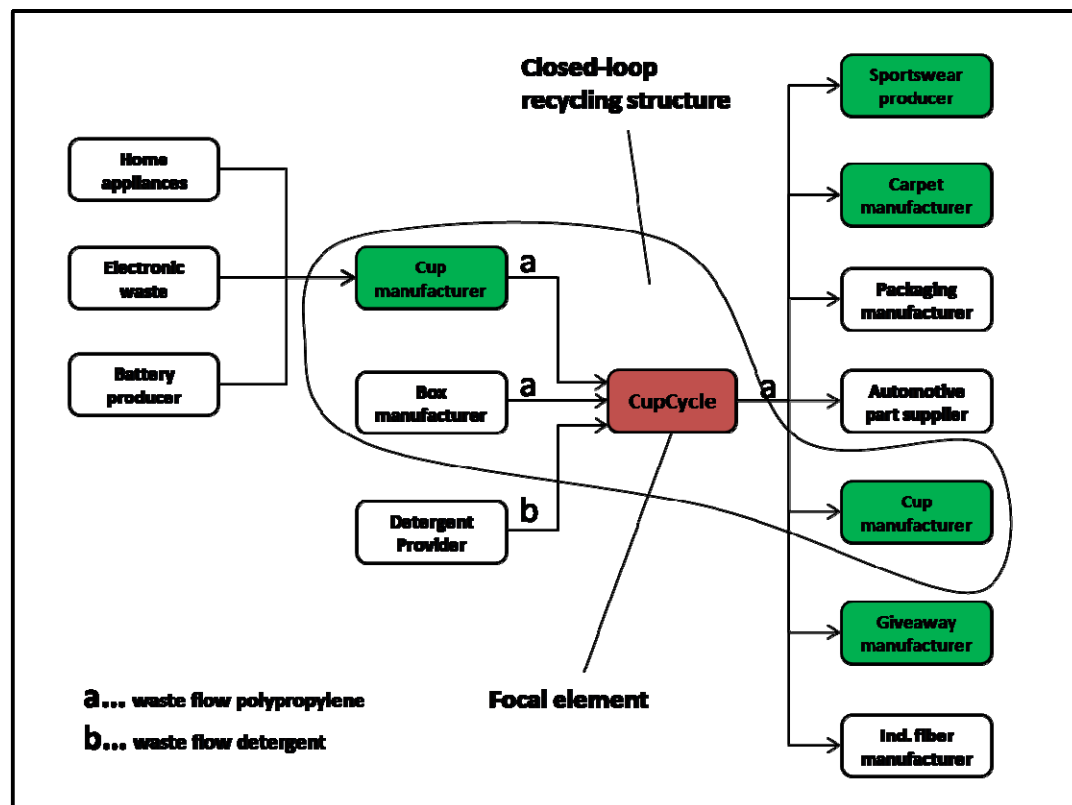 Closed-loop
recycling structure
Sportswear
producer
Home
appliances
Carpet
manufacturer
Electronic
waste
Cup
manufacturer
a
Packaging
manufacturer
Battery
producer
Box
manufacturer
a
CupCycle
a
Automotive
part supplier
Detergent
Provider
b
Cup
manufacturer
Giveaway
manufacturer
a... waste flow polypropylene
b... waste flow detergent
Focal element
Ind. fiber
manufacturer